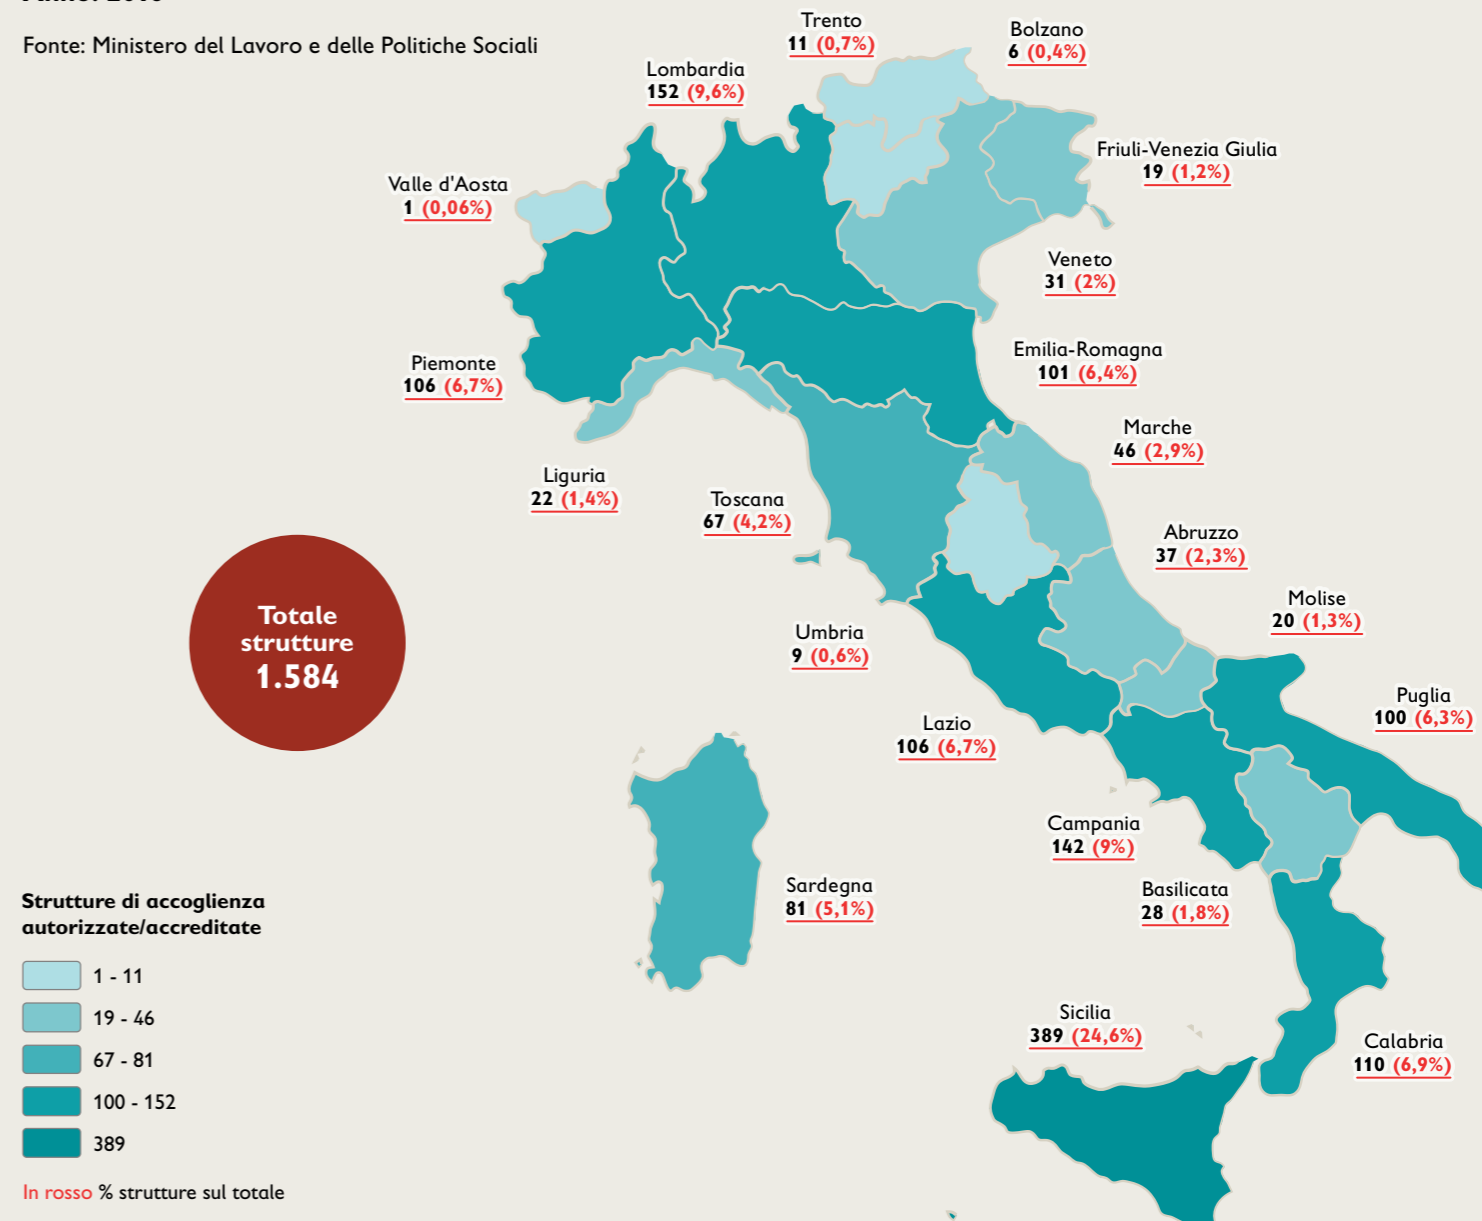 Fonte: Ministero del Lavoro e delle Politiche Sociali
Trento
11 (0,7%)
Bolzano
6 (0,4%)
Lombardia
152 (9,6%)
Friuli-Venezia Giulia
19 (1,2%)
Valle d'Aosta
1 (0,06%)
Veneto
31 (2%)
Emilia-Romagna
101 (6,4%)
Piemonte
106 (6,7%)
Marche
46 (2,9%)
Liguria
22 (1,4%)
Toscana
67 (4,2%)
Abruzzo
37 (2,3%)
Molise
20 (1,3%)
Totale
strutture
1.584
Umbria
9 (0,6%)
Puglia
100 (6,3%)
Lazio
106 (6,7%)
Campania
142 (9%)
Sardegna
81 (5,1%)
Basilicata
28 (1,8%)
Sicilia
389 (24,6%)
Calabria
110 (6,9%)
Strutture di accoglienza
autorizzate/accreditate
1 - 11
19 - 46
67 - 81
100 - 152
389
In rosso % strutture sul totale